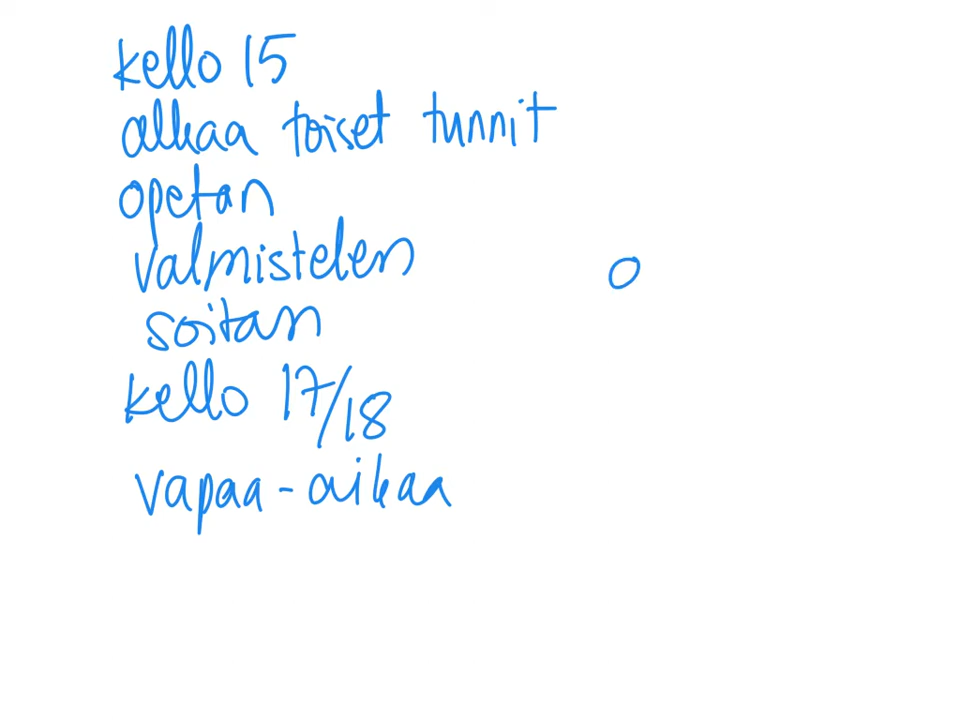 kello 15
alkaa toiset tunnit
opetan
valmistelen
o
soitan
kello 17/18
vapaa-aikaa